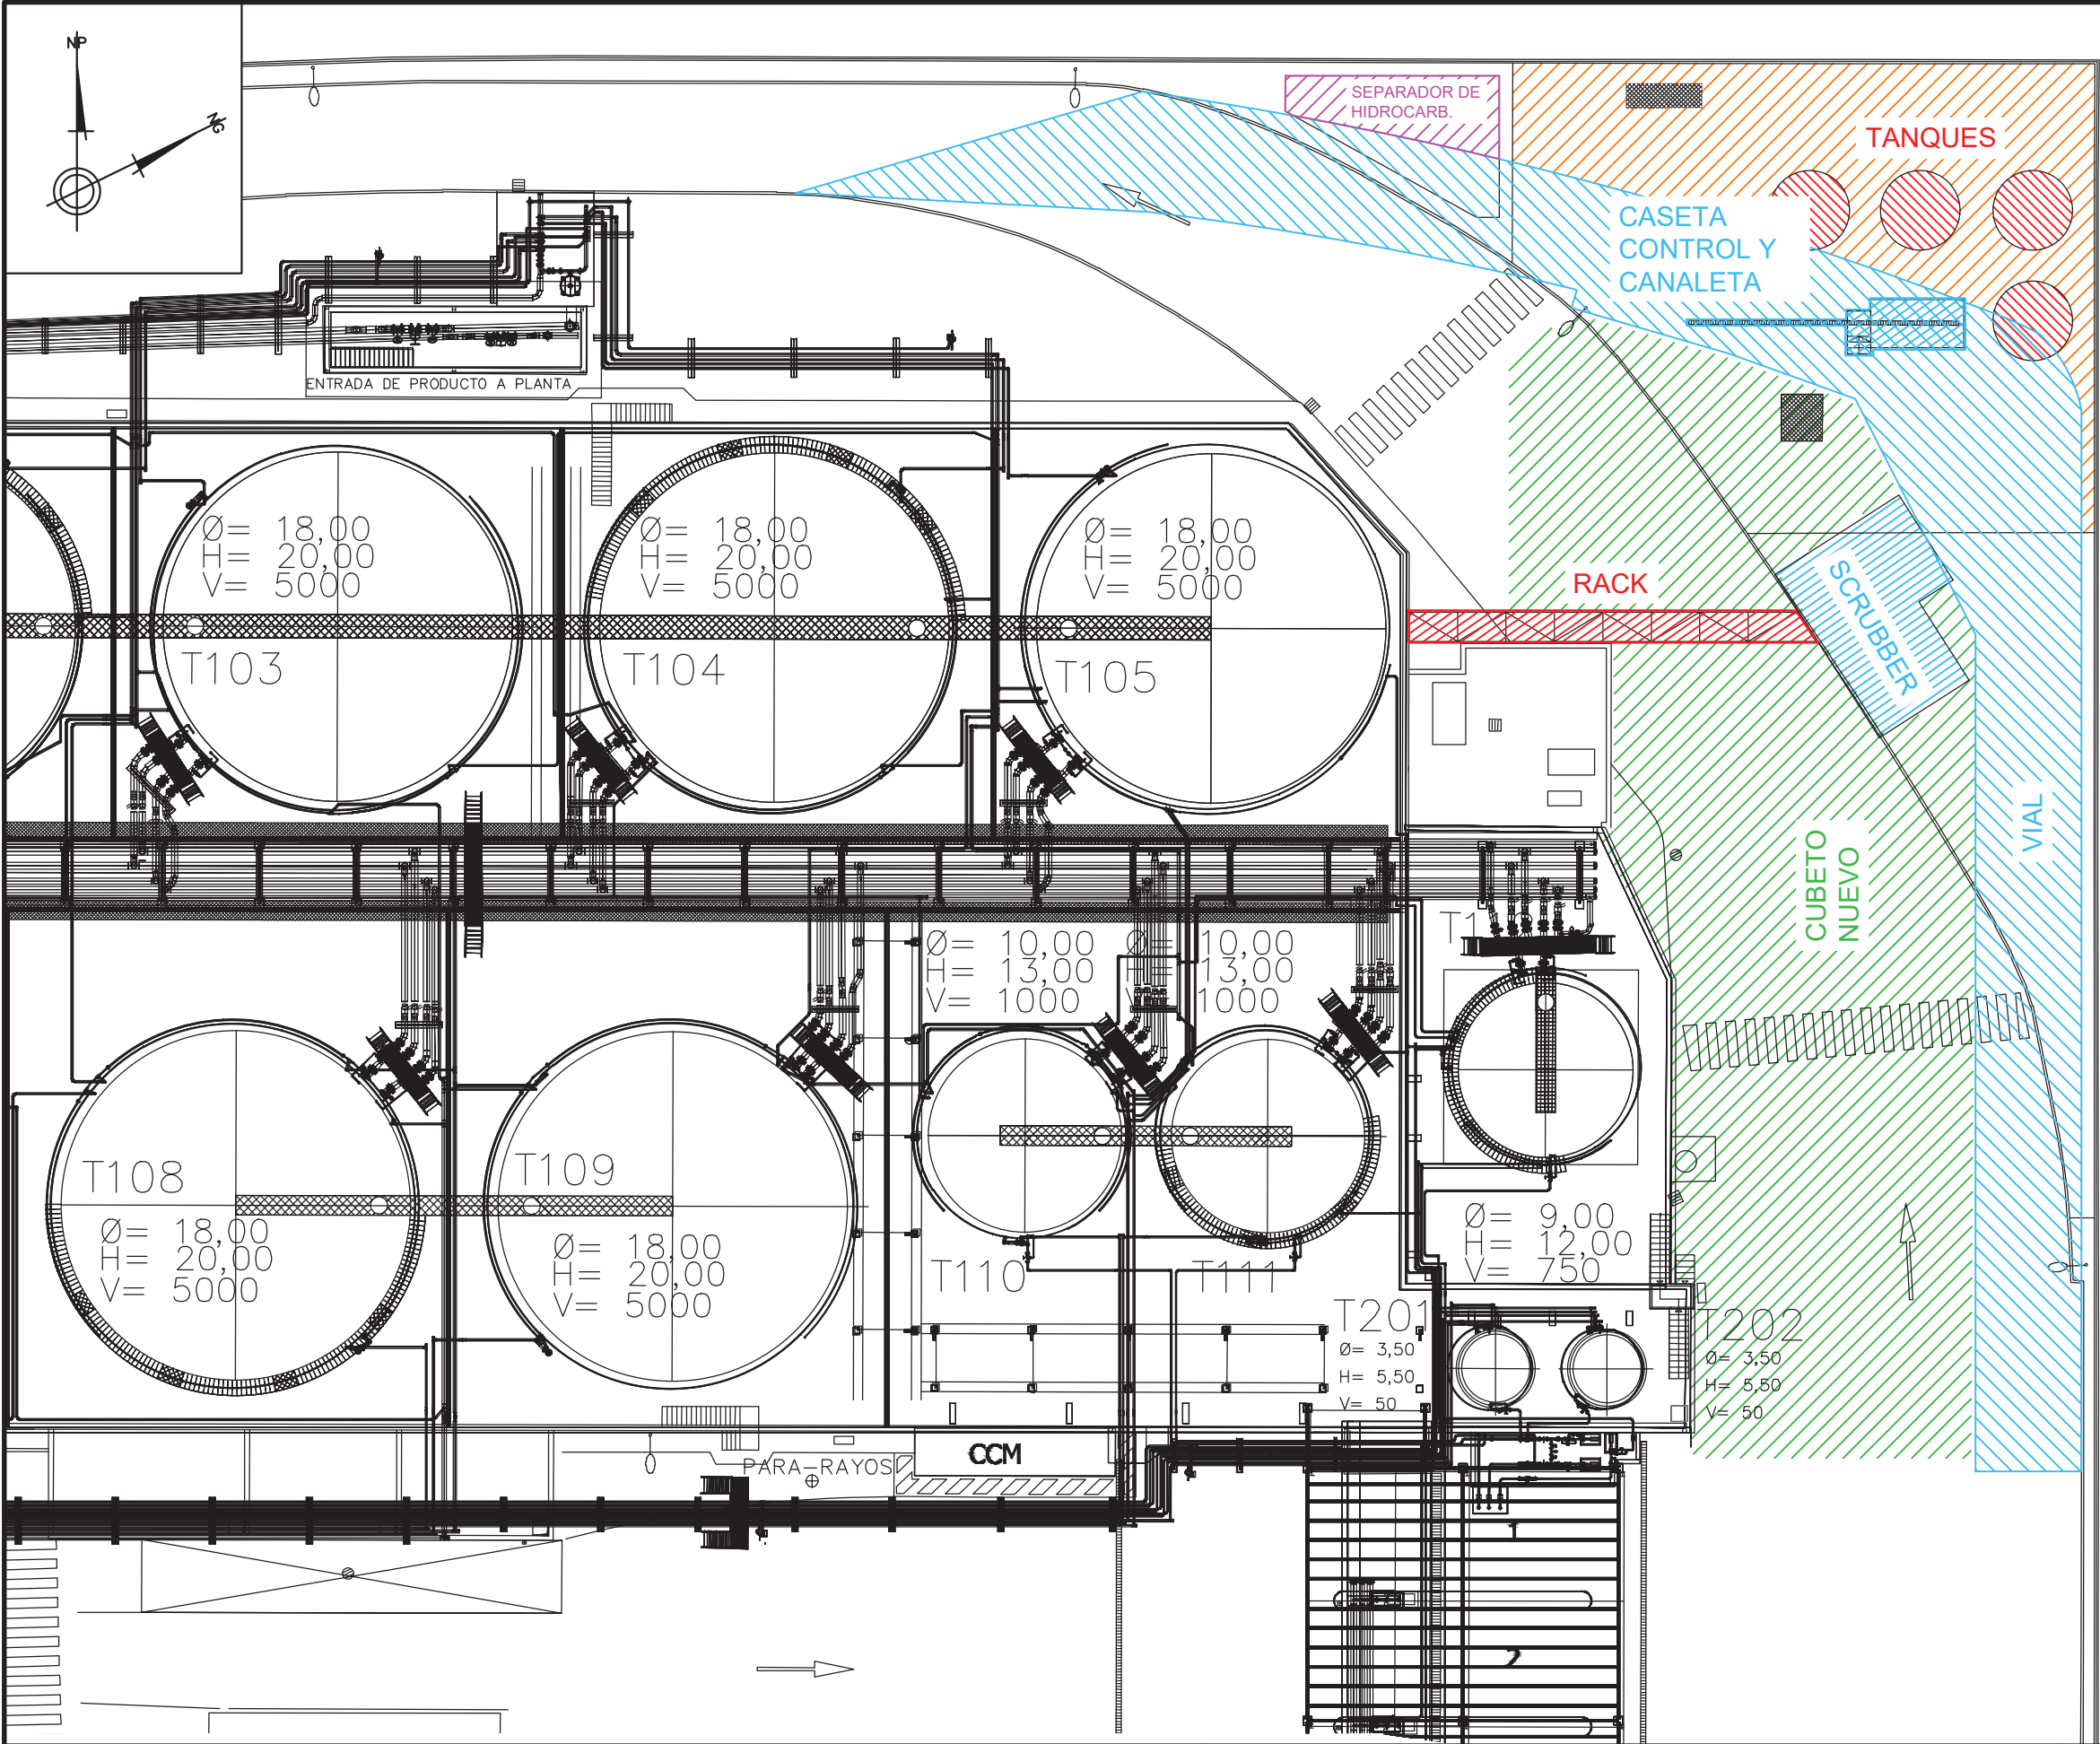 NP
NG
SEPARADOR DE
HIDROCARB.
TANQUES
CASETA
CONTROL Y
CANALETA
ENTRADA DE PRODUCTO A PLANTA
Ø= 18,00
H= 20,00
V= 5000
T103
Ø= 18,00
H= 20,00
V= 5000
T104
Ø= 18,00
H= 20,00
V= 5000
T105
RACK
SCRUBBER
VIAL
CUBETO
NUEVO
Ø= 10,00
H= 13,00
V= 1000
T110
Ø= 10,00
H= 13,00
V= 1000
T111
T1
Ø= 9,00
H= 12,00
V= 750
T108
Ø= 18,00
H= 20,00
V= 5000
T109
Ø= 18,00
H= 20,00
V= 5000
T201
Ø= 3,50
H= 5,50
V= 50
T202
Ø= 3,50
H= 5,50
V= 50
CCM
PARA-RAYOS